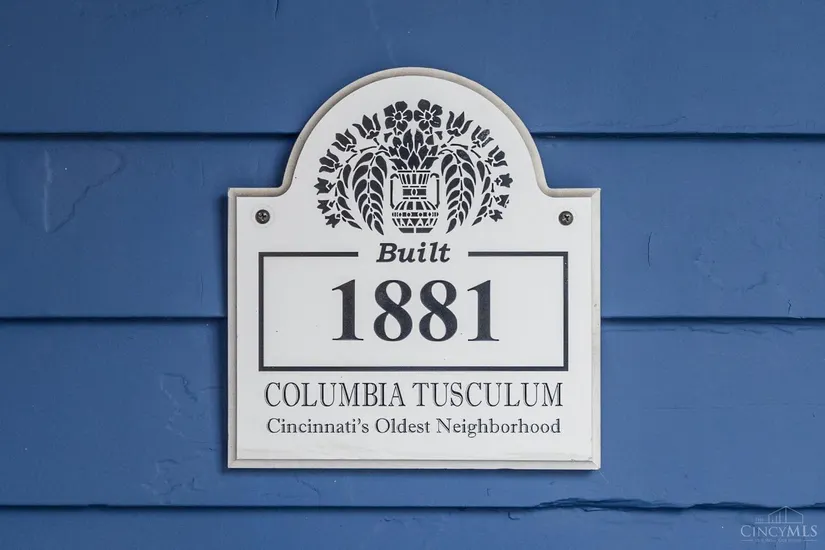 Built
1881
COLUMBIA TUSCULUM
Cincinnati's Oldest Neighborhood
CINCYMLS